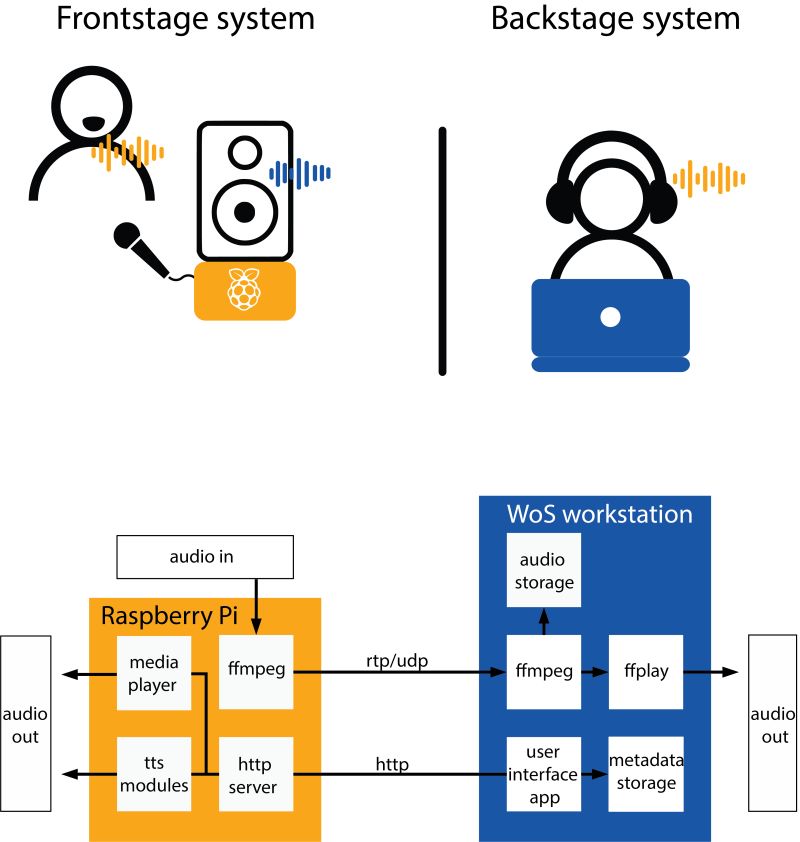 Frontstage system
Backstage system
WoS workstation
audio in
audio
storage
Raspberry Pi
media
player
ffmpeg
rtp/udp
ffmpeg
ffplay
audio
out
audio
out
tts
modules
http
server
http
user
interface
app
metadata
storage